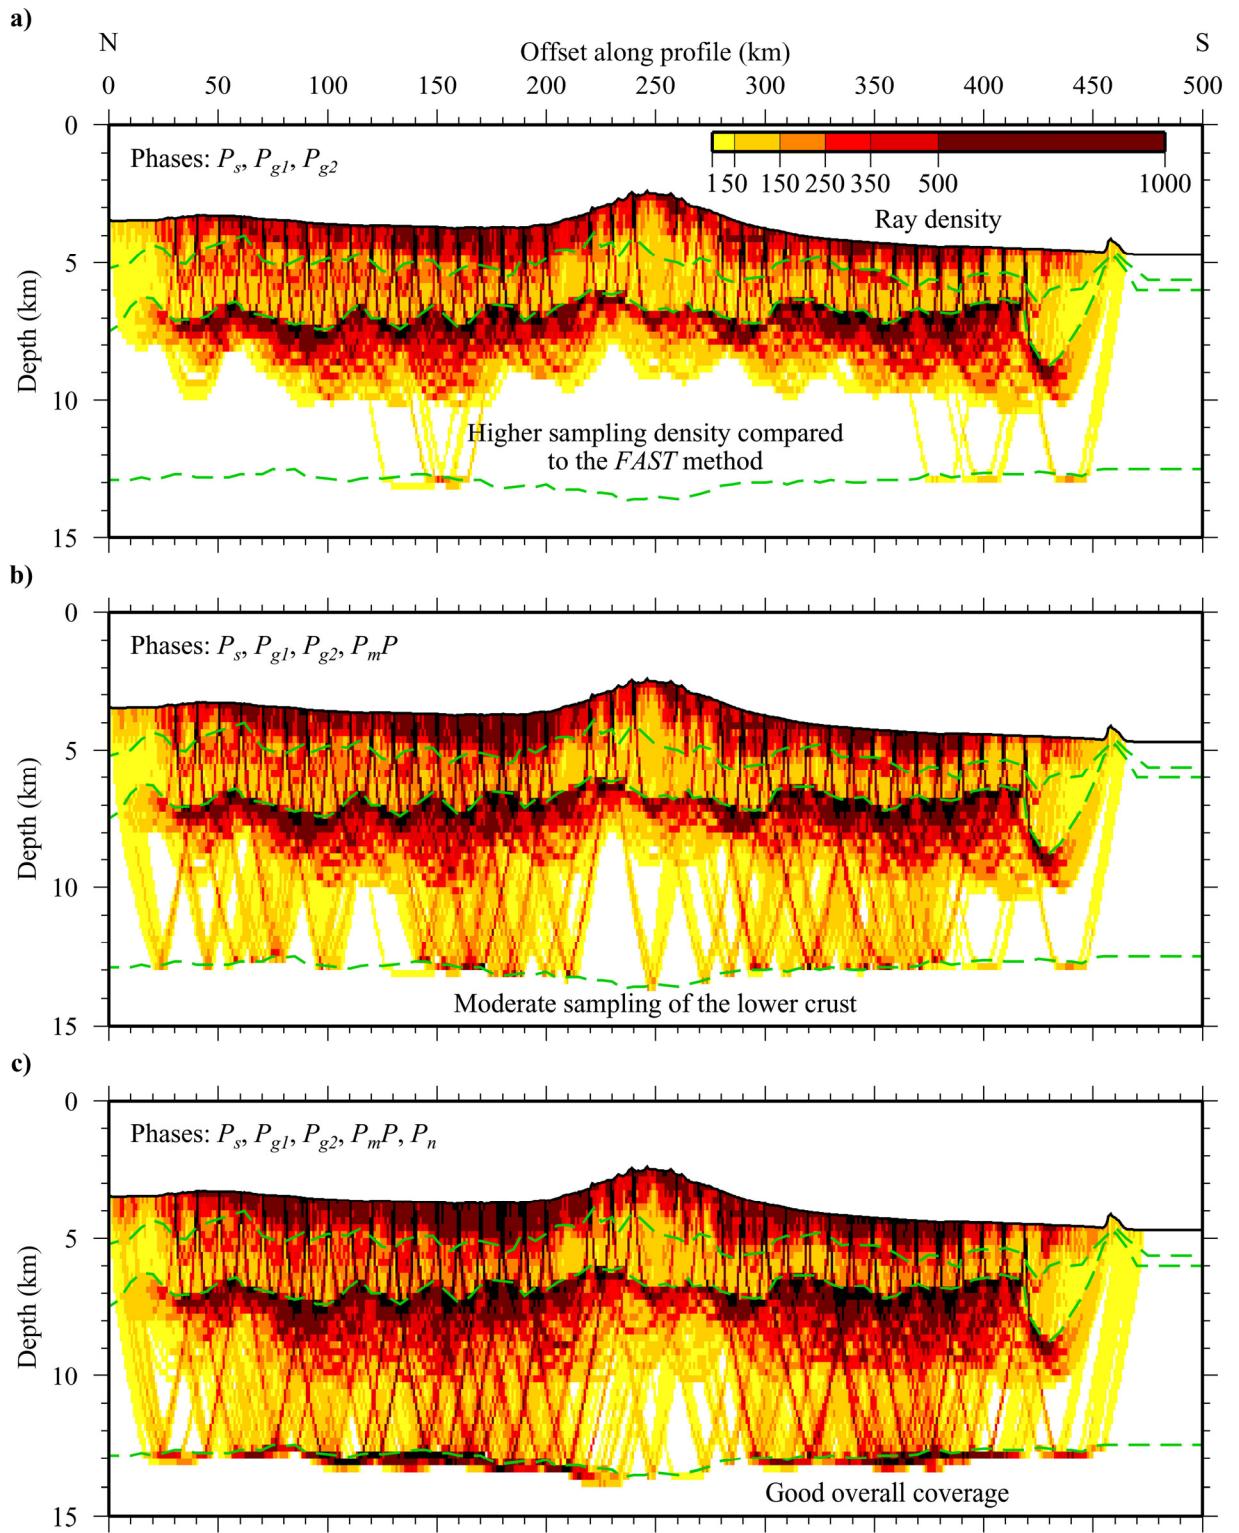 a)
N
Offset along profile (km)
S
0 50 100 150 200 250 300 350 400 450 500
Phases: Ps, Pg1, Pg2
1 50 150 250 350 500 1000
Ray density
Depth (km)
0
5
10
15
Higher sampling density compared
to the FAST method
b)
Phases: Ps, Pg1, Pg2, PmP
Depth (km)
0
5
10
15
Moderate sampling of the lower crust
c)
Phases: Ps, Pg1, Pg2, PmP, Pn
Depth (km)
0
5
10
15
Good overall coverage